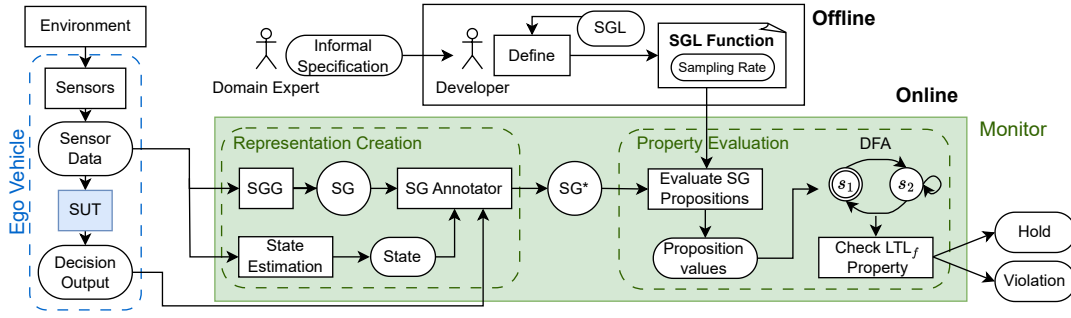 Environment
Ego Vehicle
Sensors
Sensor
Data
SUT
Decision
Output
Domain Expert
Informal
Specification
Offline
Developer
SGL
Define
SGL Function
Sampling Rate
Online
Monitor
Representation Creation
SGG
SG
SG Annotator
State
Estimation
State
SG*
Property Evaluation
Evaluate SG
Propositions
Proposition
values
DFA
s₁
s₂
Check LTL_f
Property
Hold
Violation